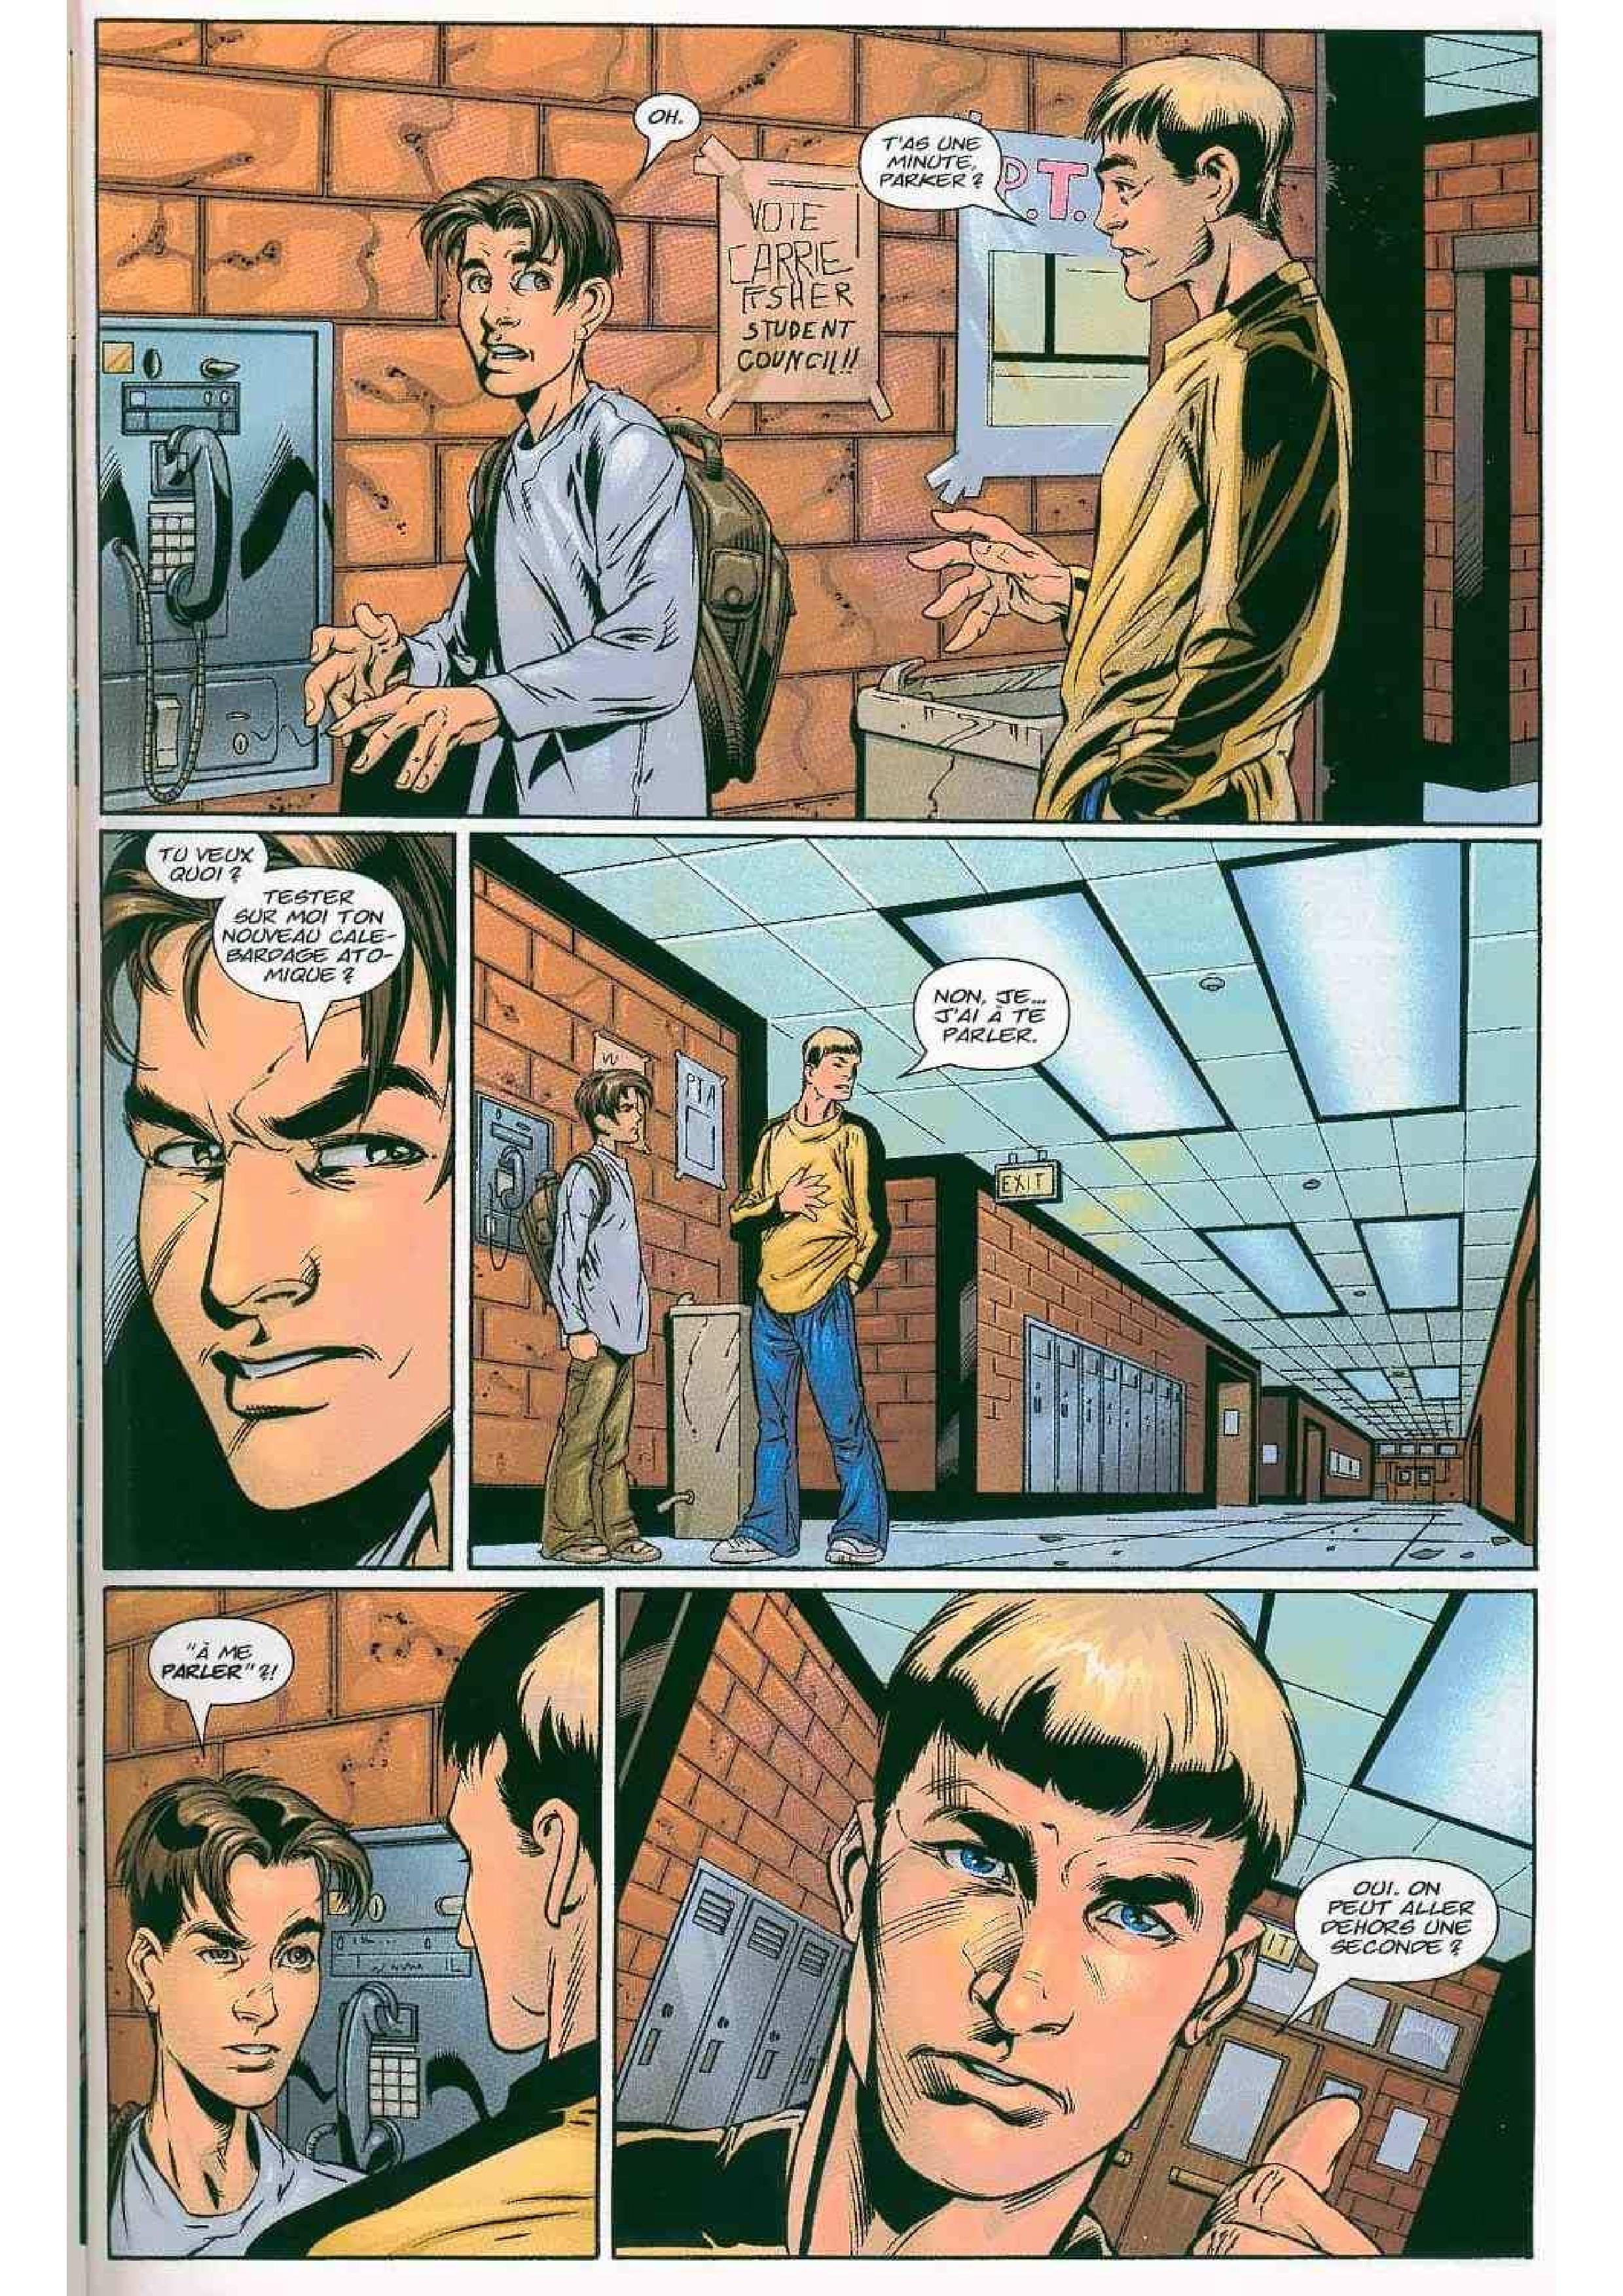 OH.
T'AS UNE
MINUTE,
PARKER ?
VOTE
CARRIE
FISHER
STUDENT
COUNCIL!!
P.T.
TU VEUX
QUOI ?
TESTER
SUR MOI TON
NOUVEAU CALE-
BARDAGE ATO-
MIQUE ?
NON, JE...
J'AI À TE
PARLER.
W
PTA
EXIT
"À ME
PARLER" ?!
OUI. ON
PEUT ALLER
DEHORS UNE
SECONDE ?